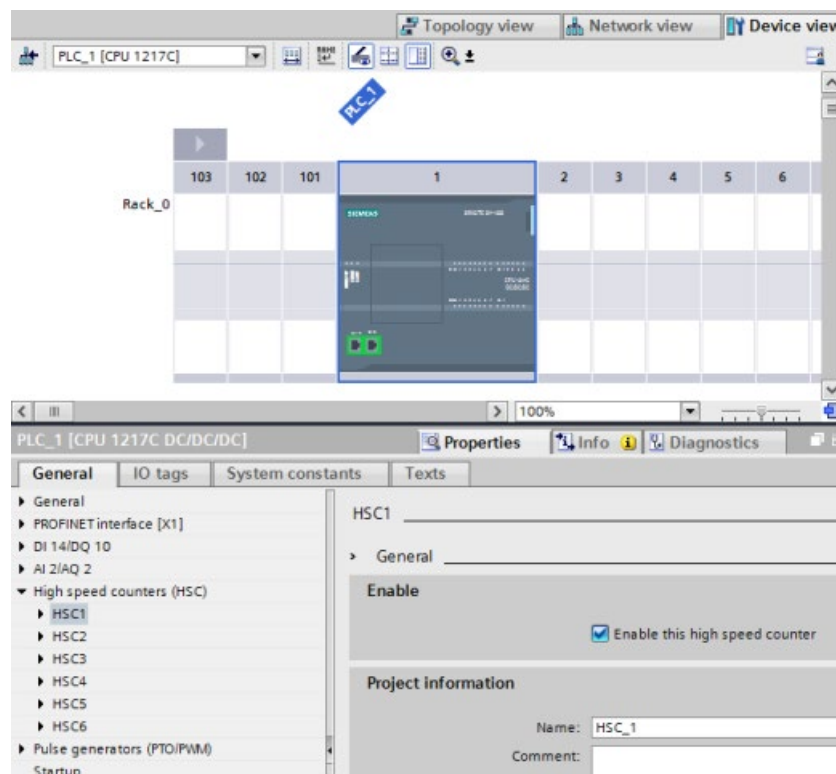 Topology view Network view Device view
PLC_1 [CPU 1217C]
PLC_1
103 102 101 1 2 3 4 5 6
Rack_0
SIEMENS
100%
PLC_1 [CPU 1217C DC/DC/DC] Properties Info Diagnostics
General IO tags System constants Texts
General
PROFINET interface [X1]
DI 14/DQ 10
AI 2/AQ 2
High speed counters (HSC)
HSC1
HSC2
HSC3
HSC4
HSC5
HSC6
Pulse generators (PTO/PWM)
Startup
HSC1
General
Enable
Enable this high speed counter
Project information
Name: HSC_1
Comment: